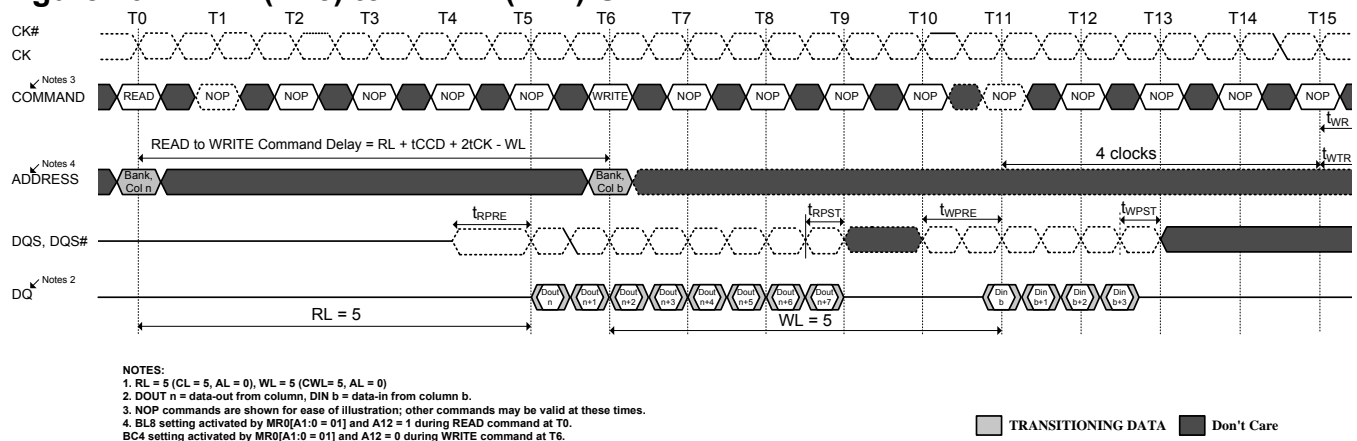 T0 T1 T2 T3 T4 T5 T6 T7 T8 T9 T10 T11 T12 T13 T14 T15
CK#
CK
Notes 3
COMMAND READ NOP NOP NOP NOP NOP WRITE NOP NOP NOP NOP NOP NOP NOP NOP NOP
tWR
READ to WRITE Command Delay = RL + tCCD + 2tCK - WL
4 clocks
tWTR
Notes 4
ADDRESS Bank, Col n Bank, Col b
tRPRE tRPST tWPRE tWPST
DQS, DQS#
Notes 2
DQ Dout n Dout n+1 Dout n+2 Dout n+3 Dout n+4 Dout n+5 Dout n+6 Dout n+7 Din b Din b+1 Din b+2 Din b+3
RL = 5 WL = 5
NOTES:
1. RL = 5 (CL = 5, AL = 0), WL = 5 (CWL= 5, AL = 0)
2. DOUT n = data-out from column, DIN b = data-in from column b.
3. NOP commands are shown for ease of illustration; other commands may be valid at these times.
4. BL8 setting activated by MR0[A1:0 = 01] and A12 = 1 during READ command at T0.
BC4 setting activated by MR0[A1:0 = 01] and A12 = 0 during WRITE command at T6.
TRANSITIONING DATA Don't Care